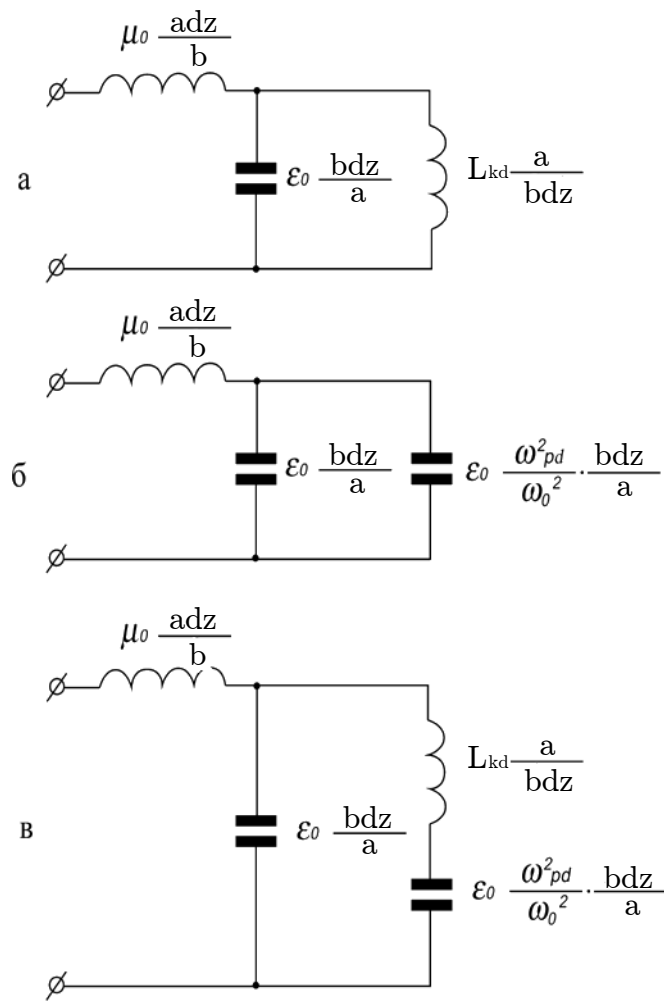 μ₀ adz/b
а
ε₀ bdz/a
Lkd a/bdz
μ₀ adz/b
б
ε₀ bdz/a
ε₀ ω²pd/ω₀² · bdz/a
μ₀ adz/b
Lkd a/bdz
в
ε₀ bdz/a
ε₀ ω²pd/ω₀² · bdz/a